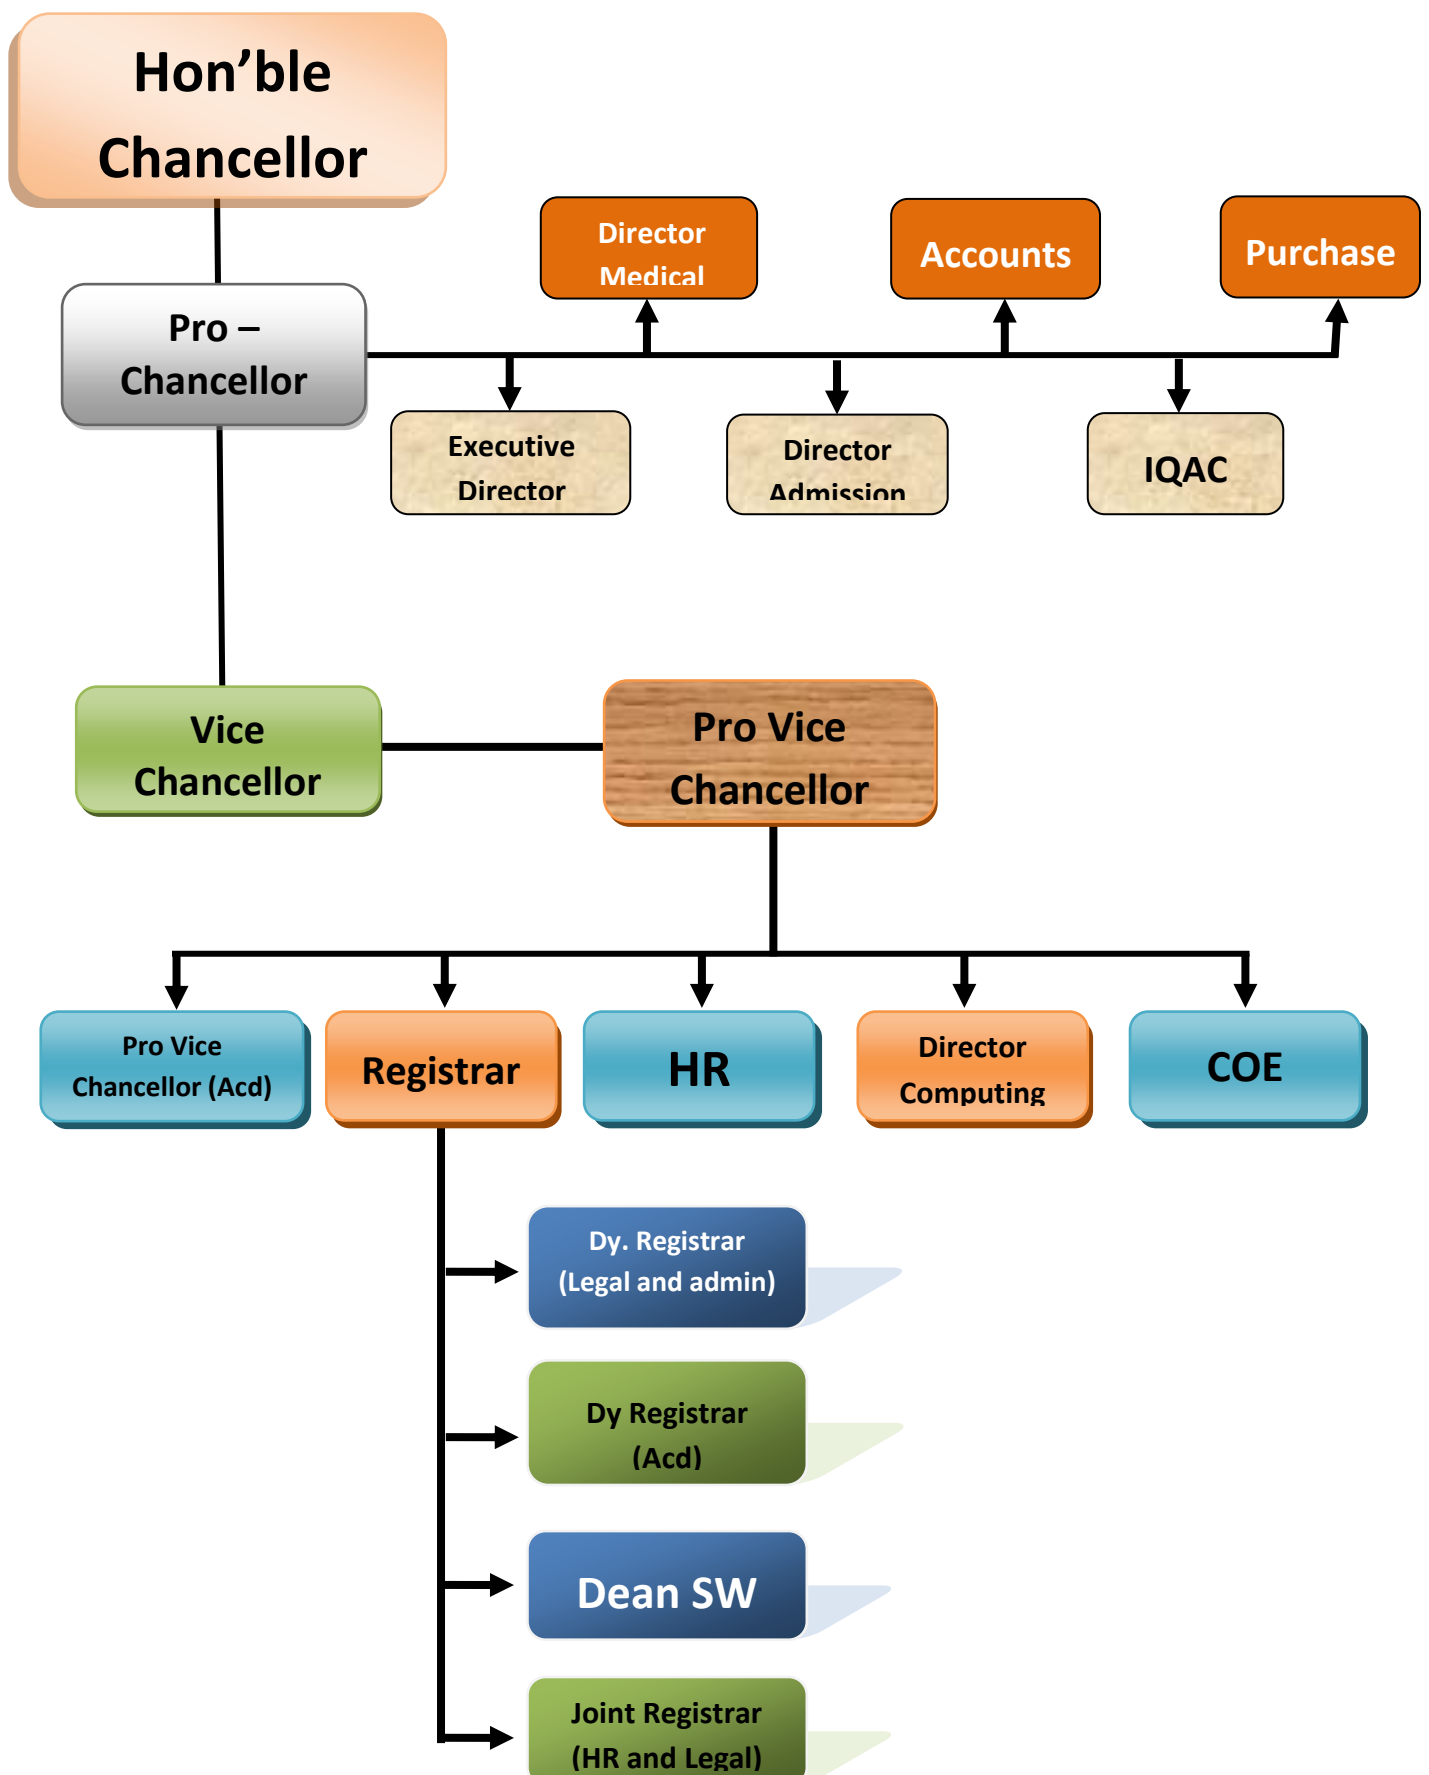 Hon’ble
Chancellor
Director
Medical
Accounts
Purchase
Pro –
Chancellor
Executive
Director
Director
Admission
IQAC
Vice
Chancellor
Pro Vice
Chancellor
Pro Vice
Chancellor (Acd)
Registrar
HR
Director
Computing
COE
Dy. Registrar
(Legal and admin)
Dy Registrar
(Acd)
Dean SW
Joint Registrar
(HR and Legal)